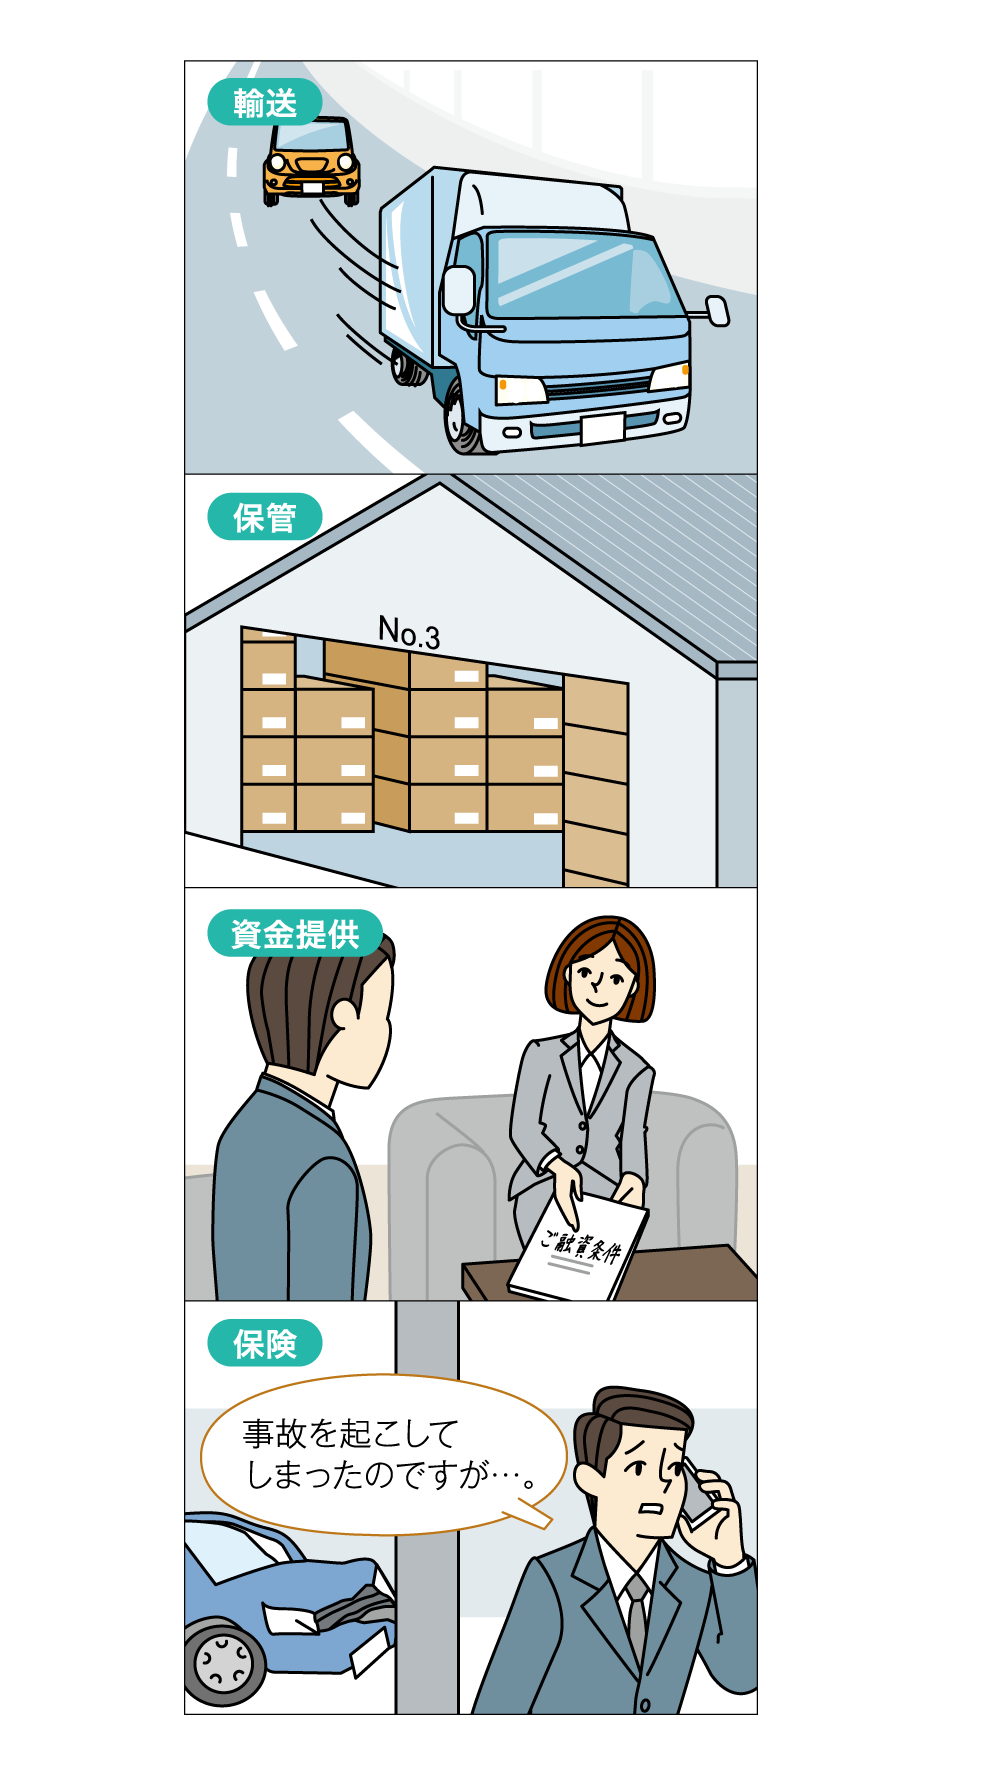 輸送
保管
No.3
資金提供
ご融資条件
保険
事故を起こして
しまったのですが…。